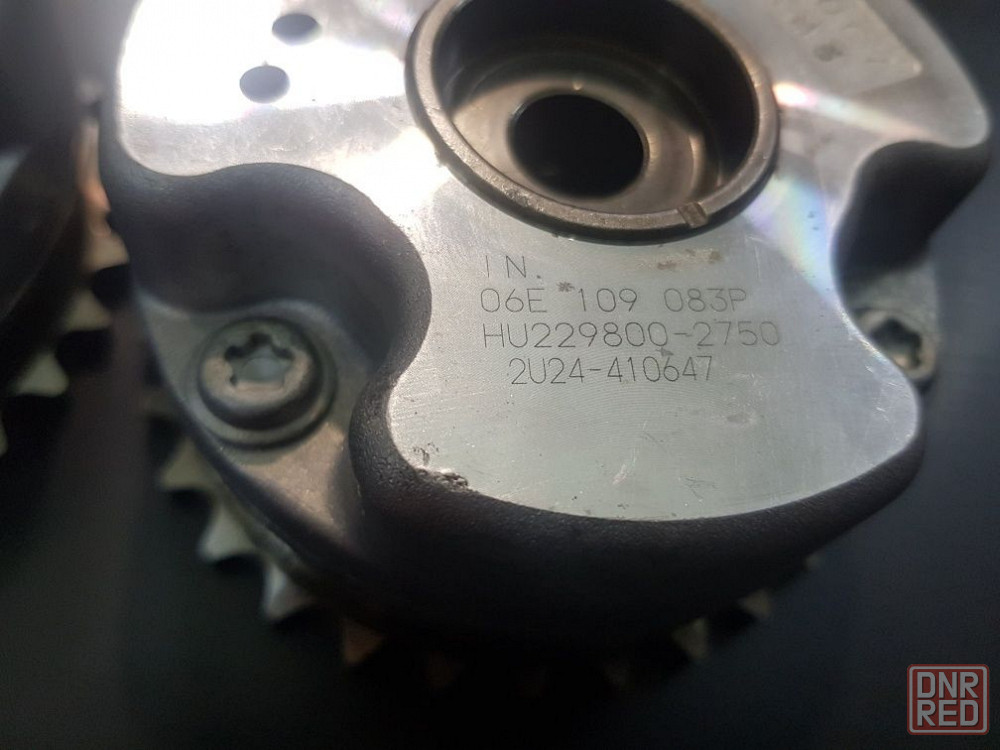 IN.
06E 109 083P
HU229800-2750
2U24-410647
DNR
RED